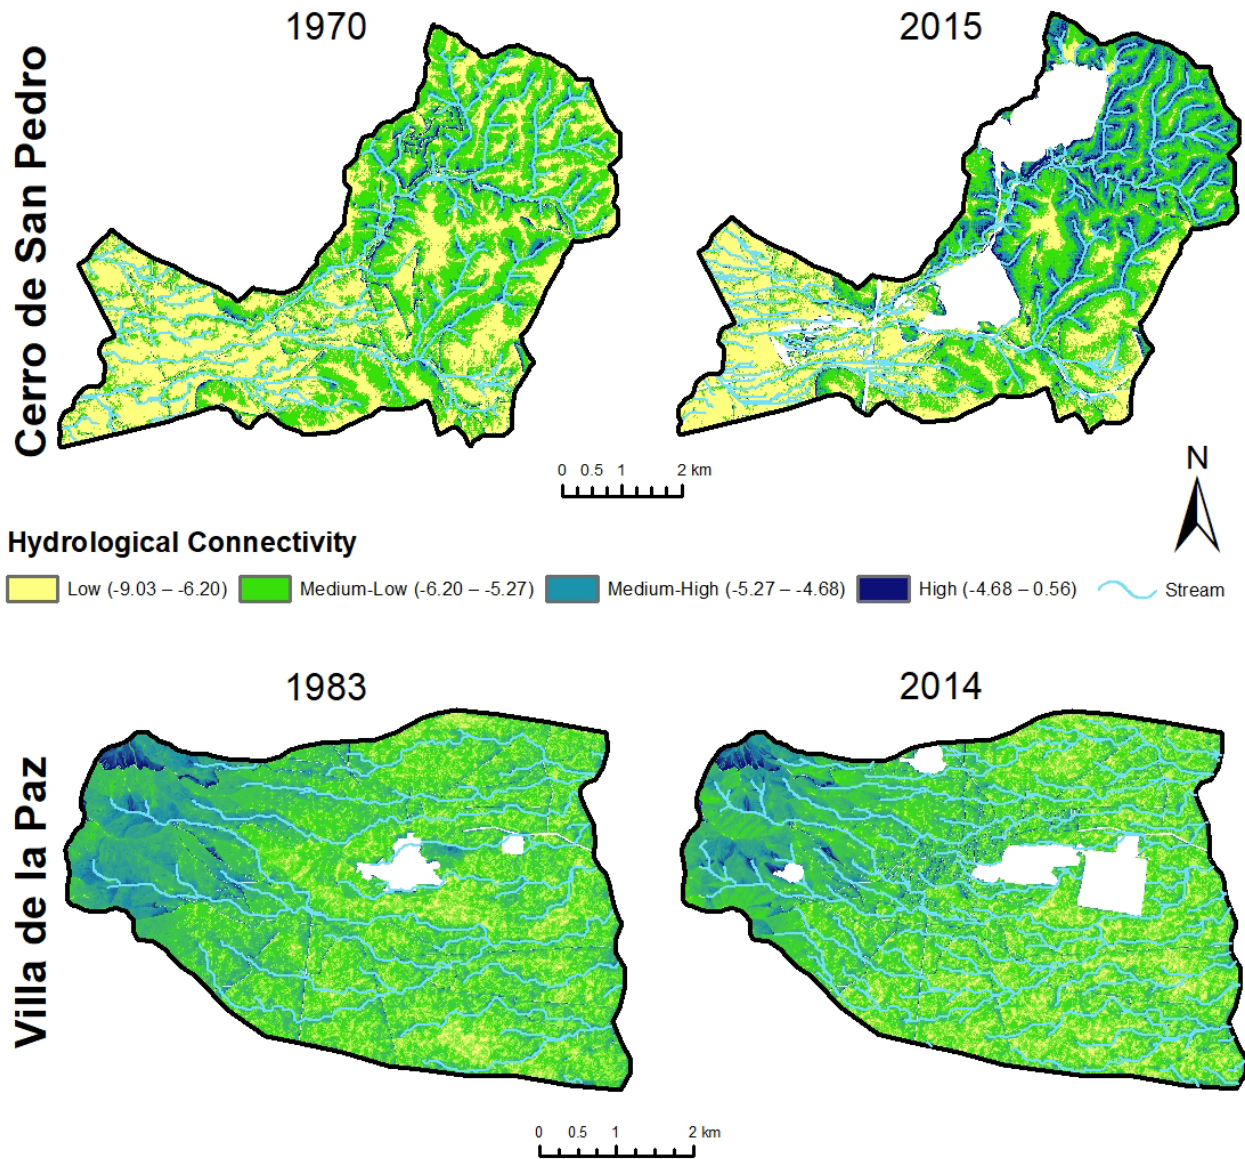 1970
2015
Cerro de San Pedro
0 0.5 1 2 km
N
Hydrological Connectivity
Low (-9.03 – -6.20) Medium-Low (-6.20 – -5.27) Medium-High (-5.27 – -4.68) High (-4.68 – 0.56) Stream
1983
2014
Villa de la Paz
0 0.5 1 2 km